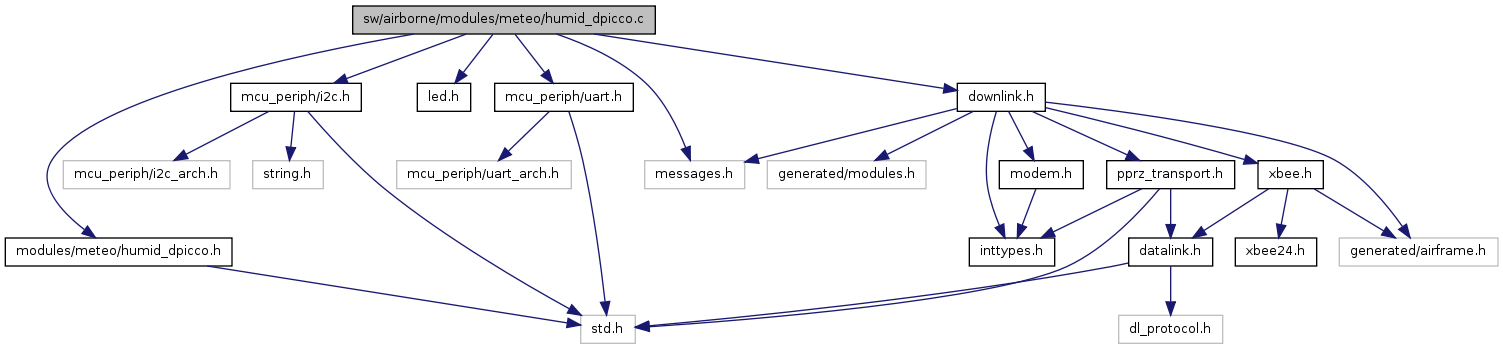 sw/airborne/modules/meteo/humid_dpicco.c
mcu_periph/i2c.h
led.h
mcu_periph/uart.h
downlink.h
mcu_periph/i2c_arch.h
string.h
mcu_periph/uart_arch.h
messages.h
generated/modules.h
modem.h
pprz_transport.h
xbee.h
modules/meteo/humid_dpicco.h
inttypes.h
datalink.h
xbee24.h
generated/airframe.h
std.h
dl_protocol.h